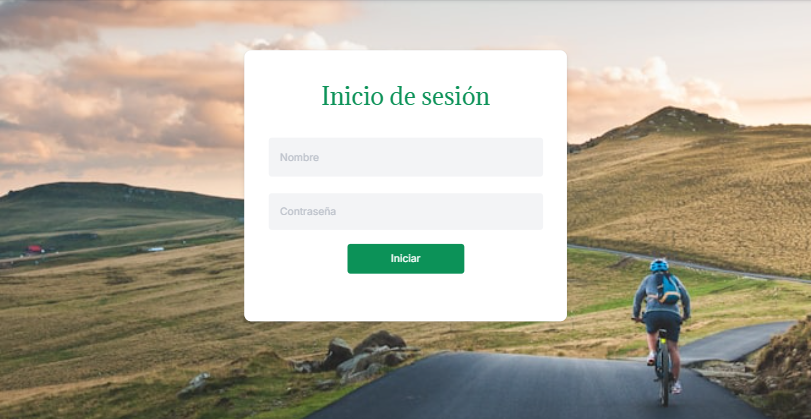 Inicio de sesión
Nombre
Contraseña
Iniciar